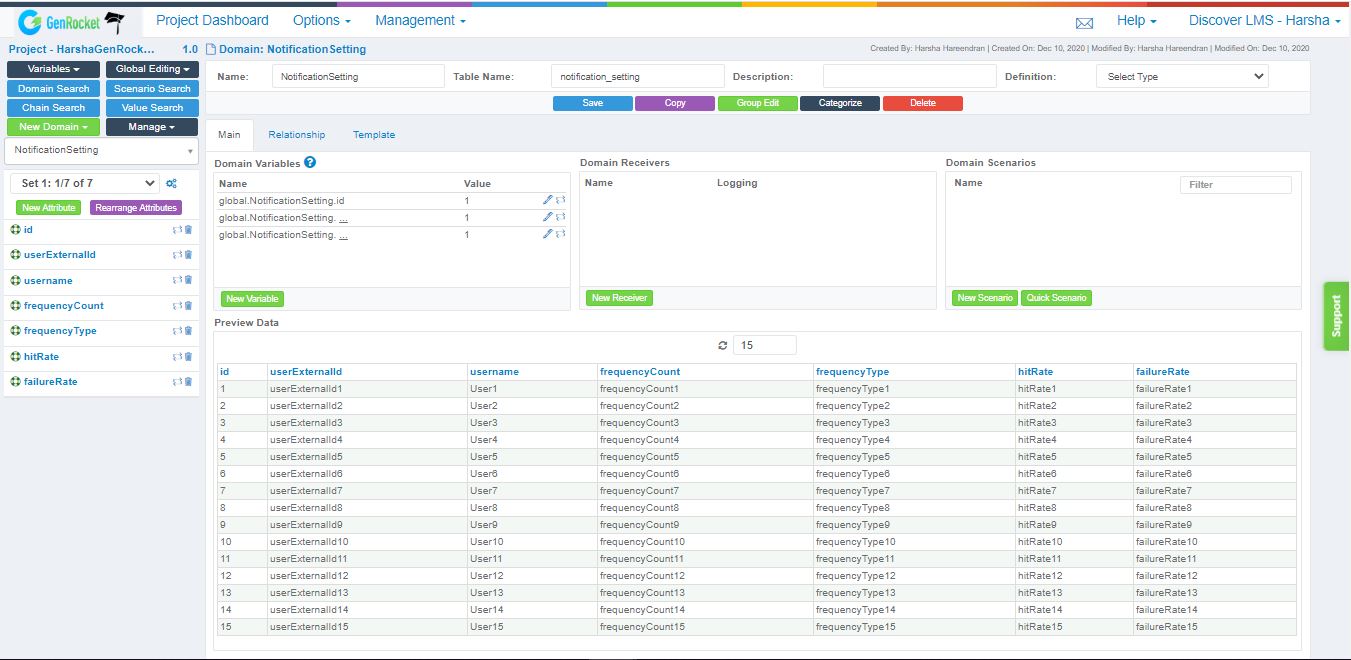 GenRocket
Project Dashboard Options Management Help Discover LMS - Harsha
Project - HarshaGenRock... 1.0 Domain: NotificationSetting Created By: Harsha Hareendran | Created On: Dec 10, 2020 | Modified By: Harsha Hareendran | Modified On: Dec 10, 2020
Variables Global Editing
Domain Search Scenario Search
Chain Search Value Search
New Domain Manage
NotificationSetting
Set 1: 1/7 of 7
New Attribute Rearrange Attributes
id
userExternalId
username
frequencyCount
frequencyType
hitRate
failureRate
Name: NotificationSetting Table Name: notification_setting Description: Definition: Select Type
Save Copy Group Edit Categorize Delete
Main Relationship Template
Domain Variables ?
Name Value
global.NotificationSetting.id 1
global.NotificationSetting. ... 1
global.NotificationSetting. ... 1
New Variable
Domain Receivers
Name Logging
New Receiver
Domain Scenarios
Name Filter
New Scenario Quick Scenario
Support
Preview Data
15
id userExternalId username frequencyCount frequencyType hitRate failureRate
1 userExternalId1 User1 frequencyCount1 frequencyType1 hitRate1 failureRate1
2 userExternalId2 User2 frequencyCount2 frequencyType2 hitRate2 failureRate2
3 userExternalId3 User3 frequencyCount3 frequencyType3 hitRate3 failureRate3
4 userExternalId4 User4 frequencyCount4 frequencyType4 hitRate4 failureRate4
5 userExternalId5 User5 frequencyCount5 frequencyType5 hitRate5 failureRate5
6 userExternalId6 User6 frequencyCount6 frequencyType6 hitRate6 failureRate6
7 userExternalId7 User7 frequencyCount7 frequencyType7 hitRate7 failureRate7
8 userExternalId8 User8 frequencyCount8 frequencyType8 hitRate8 failureRate8
9 userExternalId9 User9 frequencyCount9 frequencyType9 hitRate9 failureRate9
10 userExternalId10 User10 frequencyCount10 frequencyType10 hitRate10 failureRate10
11 userExternalId11 User11 frequencyCount11 frequencyType11 hitRate11 failureRate11
12 userExternalId12 User12 frequencyCount12 frequencyType12 hitRate12 failureRate12
13 userExternalId13 User13 frequencyCount13 frequencyType13 hitRate13 failureRate13
14 userExternalId14 User14 frequencyCount14 frequencyType14 hitRate14 failureRate14
15 userExternalId15 User15 frequencyCount15 frequencyType15 hitRate15 failureRate15